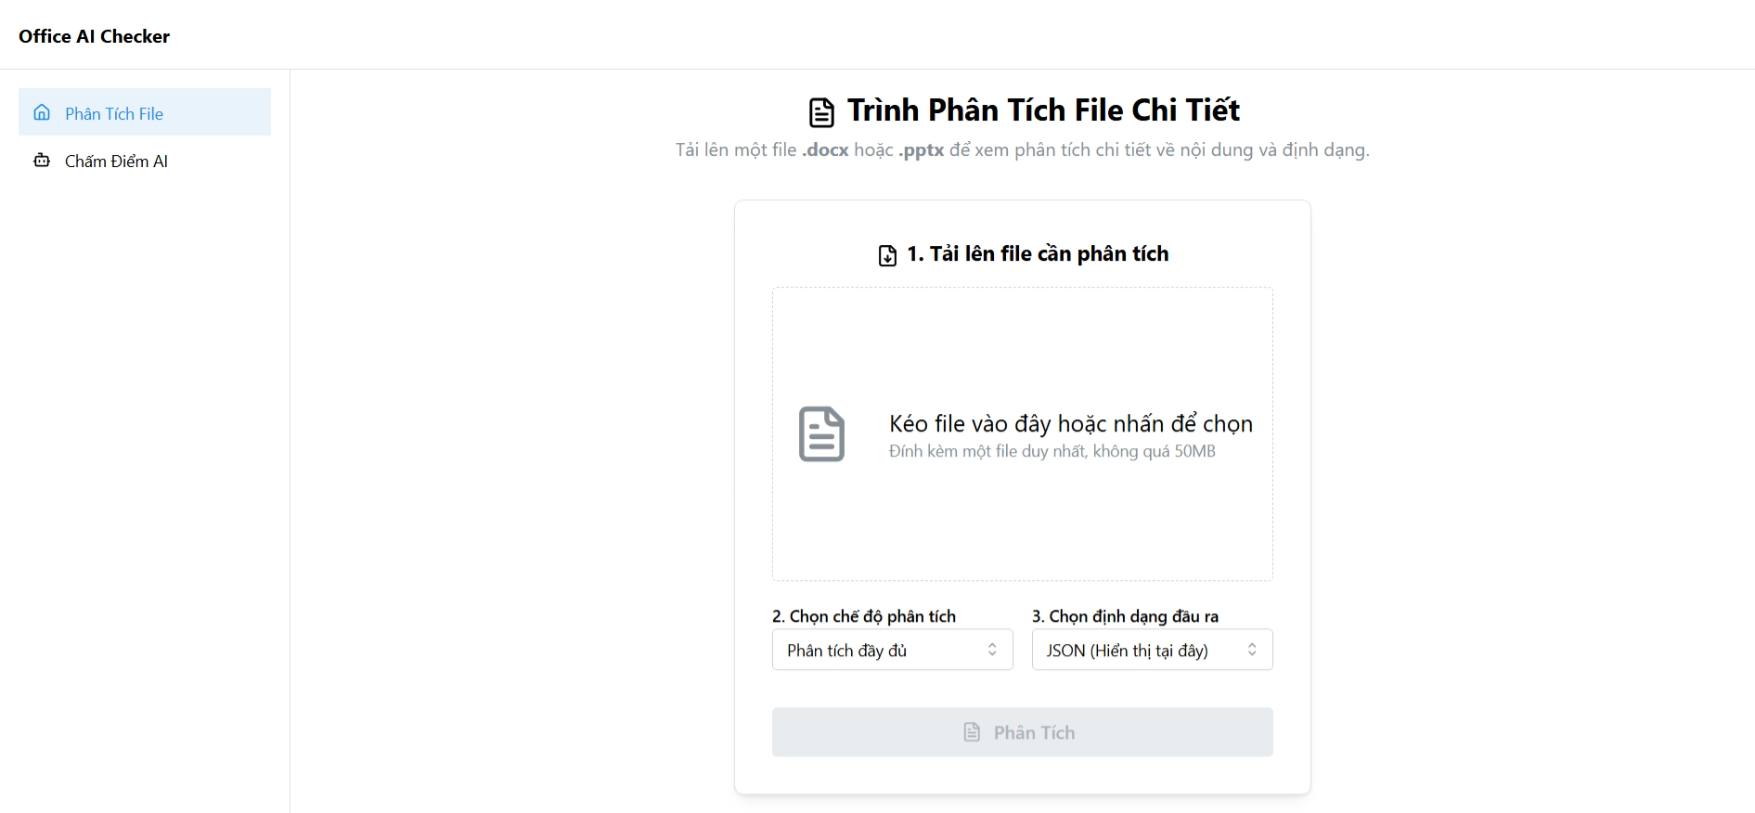 Office AI Checker
Phân Tích File
Chấm Điểm AI
Trình Phân Tích File Chi Tiết
Tải lên một file .docx hoặc .pptx để xem phân tích chi tiết về nội dung và định dạng.
1. Tải lên file cần phân tích
Kéo file vào đây hoặc nhấn để chọn
Đính kèm một file duy nhất, không quá 50MB
2. Chọn chế độ phân tích
Phân tích đầy đủ
3. Chọn định dạng đầu ra
JSON (Hiển thị tại đây)
Phân Tích